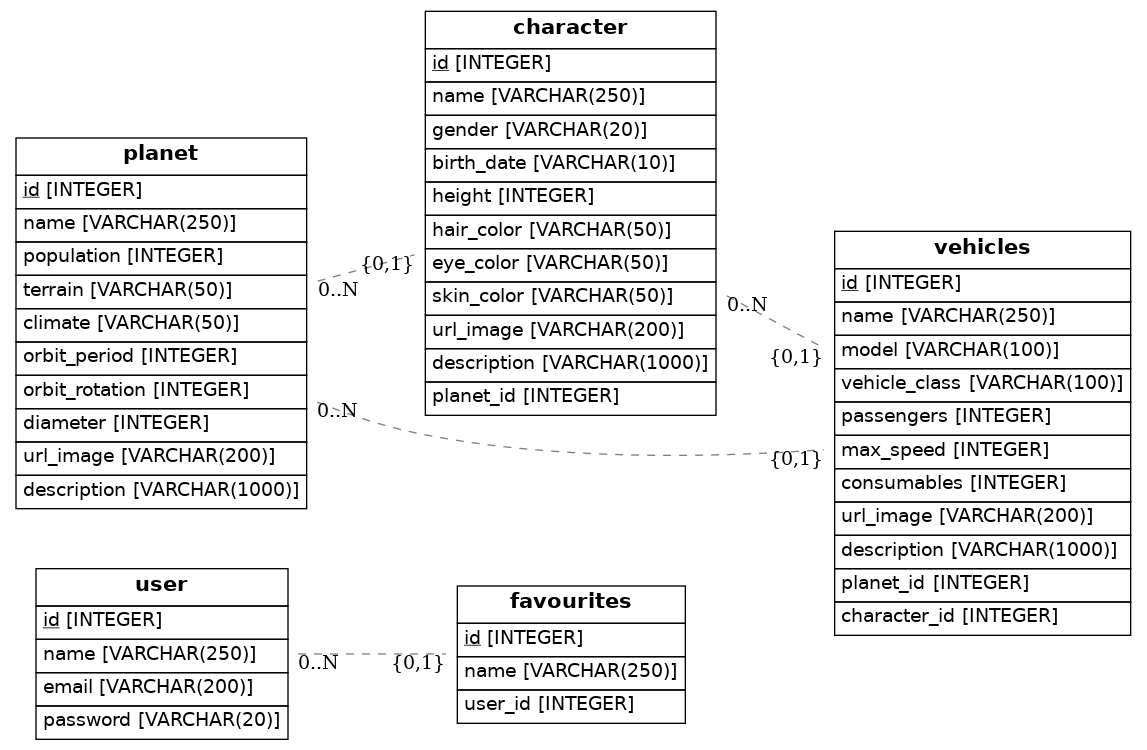 character
id [INTEGER]
name [VARCHAR(250)]
gender [VARCHAR(20)]
birth_date [VARCHAR(10)]
height [INTEGER]
hair_color [VARCHAR(50)]
eye_color [VARCHAR(50)]
skin_color [VARCHAR(50)]
url_image [VARCHAR(200)]
description [VARCHAR(1000)]
planet_id [INTEGER]
planet
id [INTEGER]
name [VARCHAR(250)]
population [INTEGER]
terrain [VARCHAR(50)]
climate [VARCHAR(50)]
orbit_period [INTEGER]
orbit_rotation [INTEGER]
diameter [INTEGER]
url_image [VARCHAR(200)]
description [VARCHAR(1000)]
{0,1}
0..N
0..N
{0,1}
0..N
{0,1}
vehicles
id [INTEGER]
name [VARCHAR(250)]
model [VARCHAR(100)]
vehicle_class [VARCHAR(100)]
passengers [INTEGER]
max_speed [INTEGER]
consumables [INTEGER]
url_image [VARCHAR(200)]
description [VARCHAR(1000)]
planet_id [INTEGER]
character_id [INTEGER]
user
id [INTEGER]
name [VARCHAR(250)]
email [VARCHAR(200)]
password [VARCHAR(20)]
0..N
{0,1}
favourites
id [INTEGER]
name [VARCHAR(250)]
user_id [INTEGER]